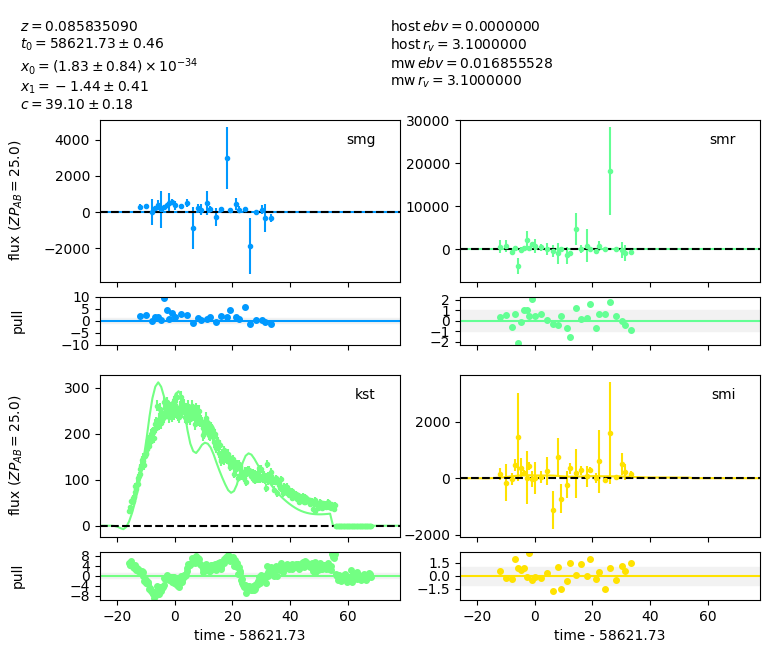 z = 0.085835090
t₀ = 58621.73 ± 0.46
x₀ = (1.83 ± 0.84) × 10⁻³⁴
x₁ = −1.44 ± 0.41
c = 39.10 ± 0.18
host ebv = 0.0000000
host r_v = 3.1000000
mw ebv = 0.016855528
mw r_v = 3.1000000
flux (ZP_AB = 25.0)
4000
2000
0
−2000
smg
30000
20000
10000
0
smr
pull
10
5
0
−5
−10
2
1
0
−1
−2
flux (ZP_AB = 25.0)
300
200
100
0
kst
2000
0
−2000
smi
pull
8
4
0
−4
−8
1.5
0.0
−1.5
−20 0 20 40 60
−20 0 20 40 60
time - 58621.73
time - 58621.73